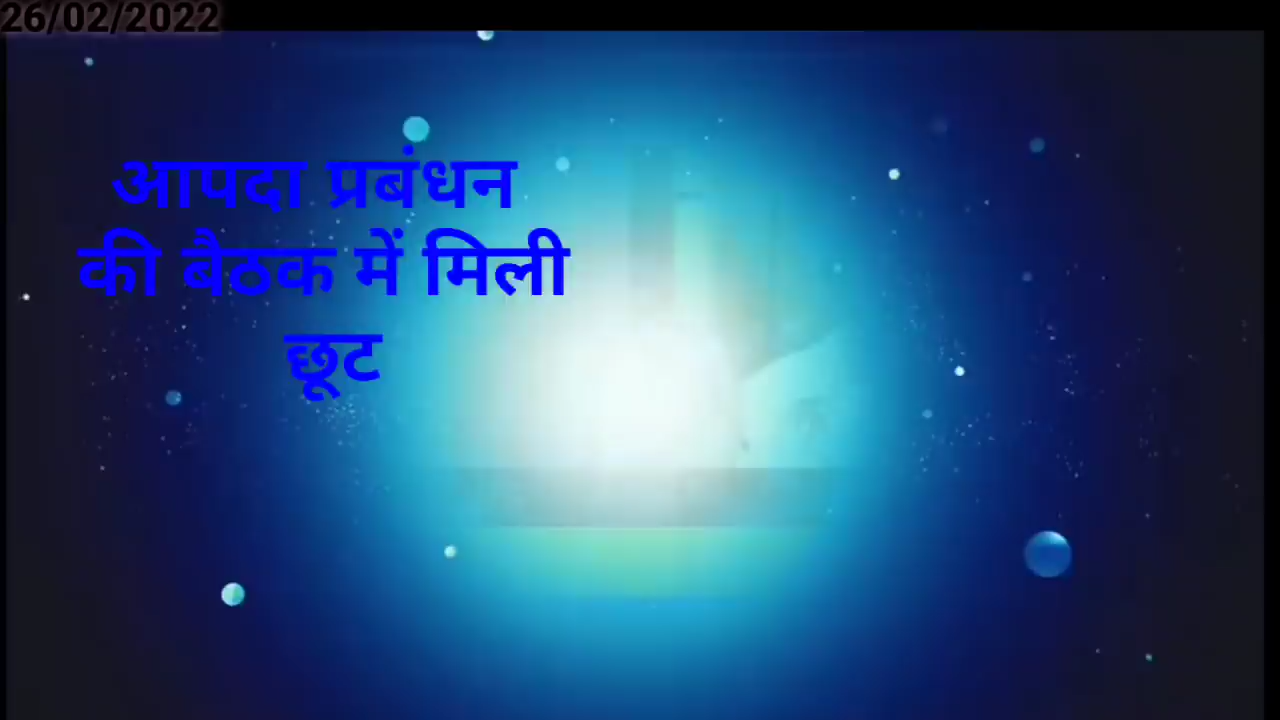 26/02/2022
आपदा प्रबंधन
की बैठक में मिली
छूट